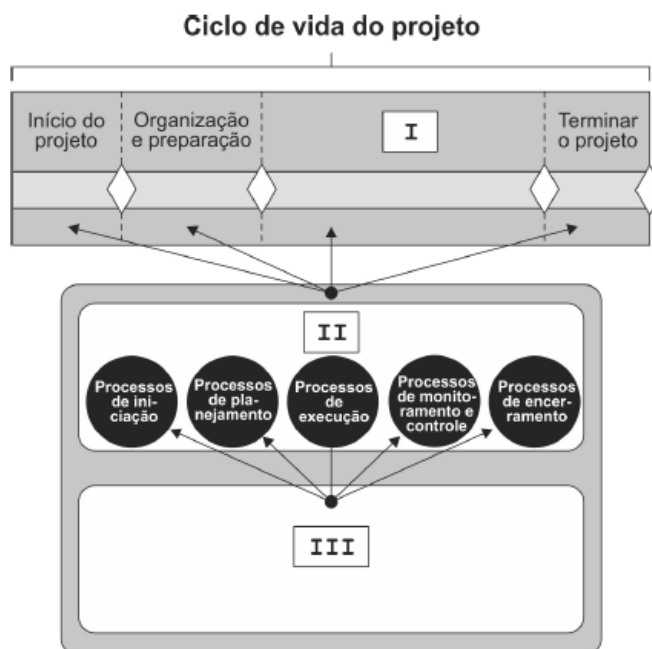 Ciclo de vida do projeto
Início do
projeto
Organização
e preparação
I
Terminar
o projeto
II
Processos
de ini-
ciação
Processos
de pla-
nejamento
Processos
de
execução
Processos
de monito-
ramento e
controle
Processos
de encer-
ramento
III